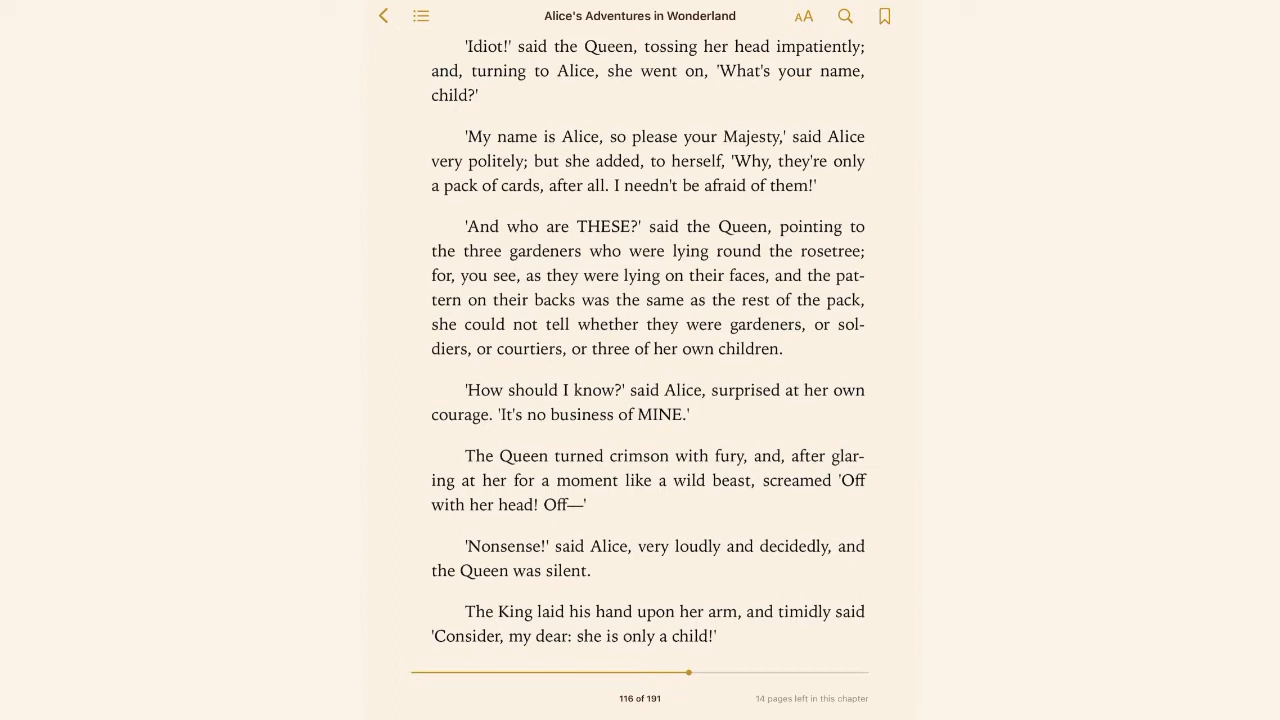 Alice's Adventures in Wonderland
AA
'Idiot!' said the Queen, tossing her head impatiently;
and, turning to Alice, she went on, 'What's your name,
child?'
'My name is Alice, so please your Majesty,' said Alice
very politely; but she added, to herself, 'Why, they're only
a pack of cards, after all. I needn't be afraid of them!'
'And who are THESE?' said the Queen, pointing to
the three gardeners who were lying round the rosetree;
for, you see, as they were lying on their faces, and the pat-
tern on their backs was the same as the rest of the pack,
she could not tell whether they were gardeners, or sol-
diers, or courtiers, or three of her own children.
'How should I know?' said Alice, surprised at her own
courage. 'It's no business of MINE.'
The Queen turned crimson with fury, and, after glar-
ing at her for a moment like a wild beast, screamed 'Off
with her head! Off—'
'Nonsense!' said Alice, very loudly and decidedly, and
the Queen was silent.
The King laid his hand upon her arm, and timidly said
'Consider, my dear: she is only a child!'
116 of 191
14 pages left in this chapter